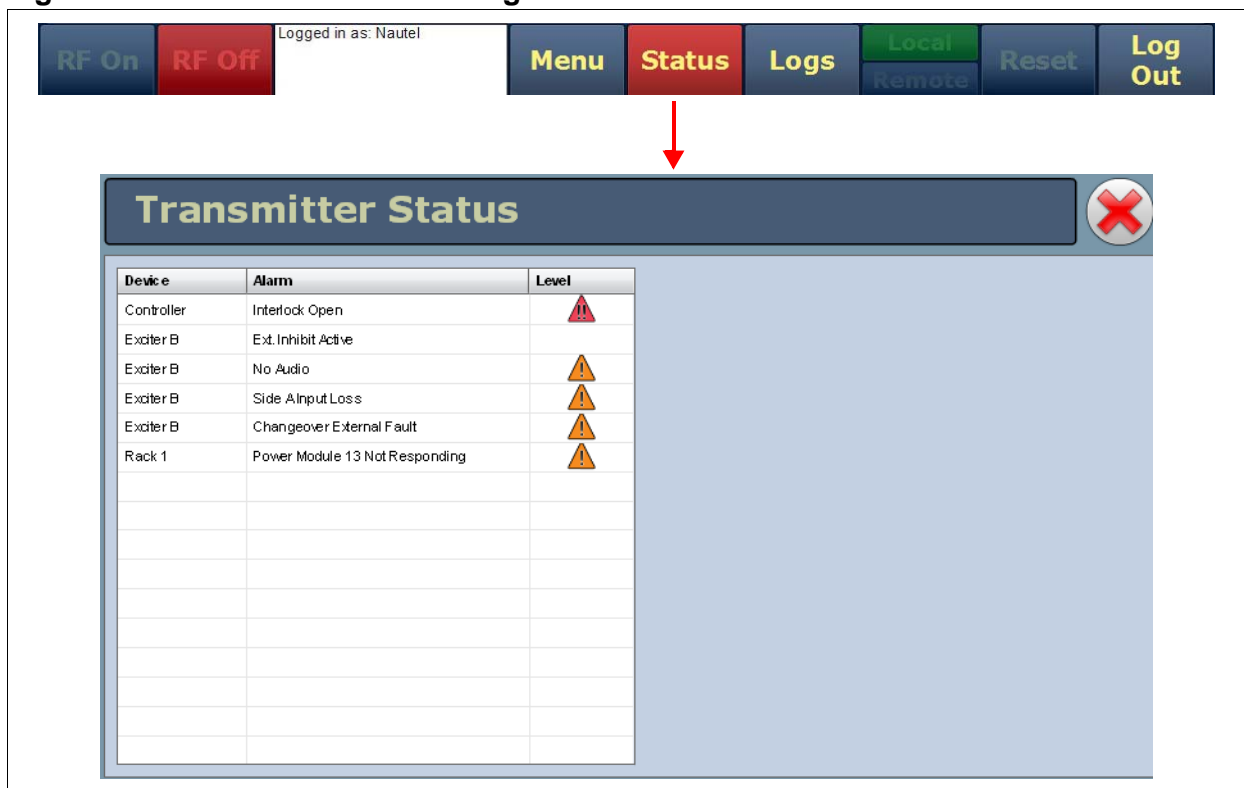 Logged in as: Nautel
RF On RF Off Menu Status Logs Local Remote Reset Log Out
Transmitter Status
Device Alarm Level
Controller Interlock Open
Exciter B Ext. Inhibit Active
Exciter B No Audio
Exciter B Side A Input Loss
Exciter B Changeover External Fault
Rack 1 Power Module 13 Not Responding